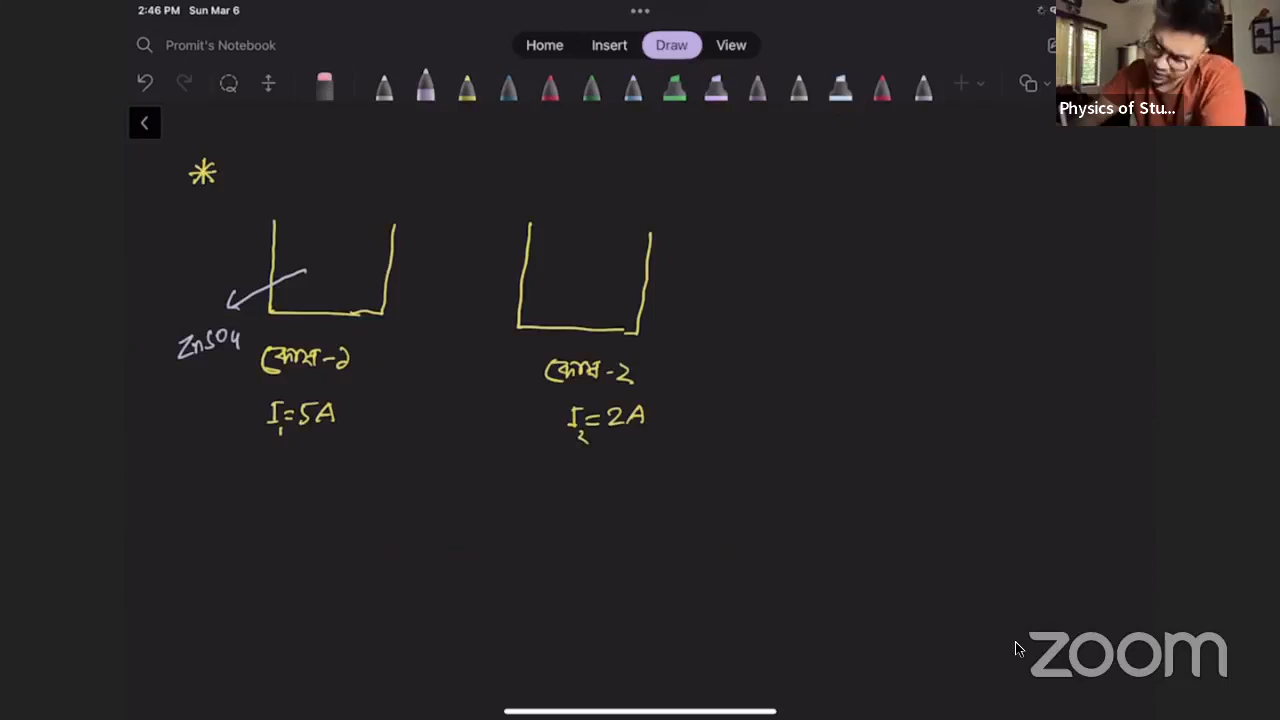 2:46 PM Sun Mar 6
Promit's Notebook
Home Insert Draw View
Physics of Stu...
ZnSO4
কোষ-১
কোষ-2
I1=5A
I2=2A
zoom